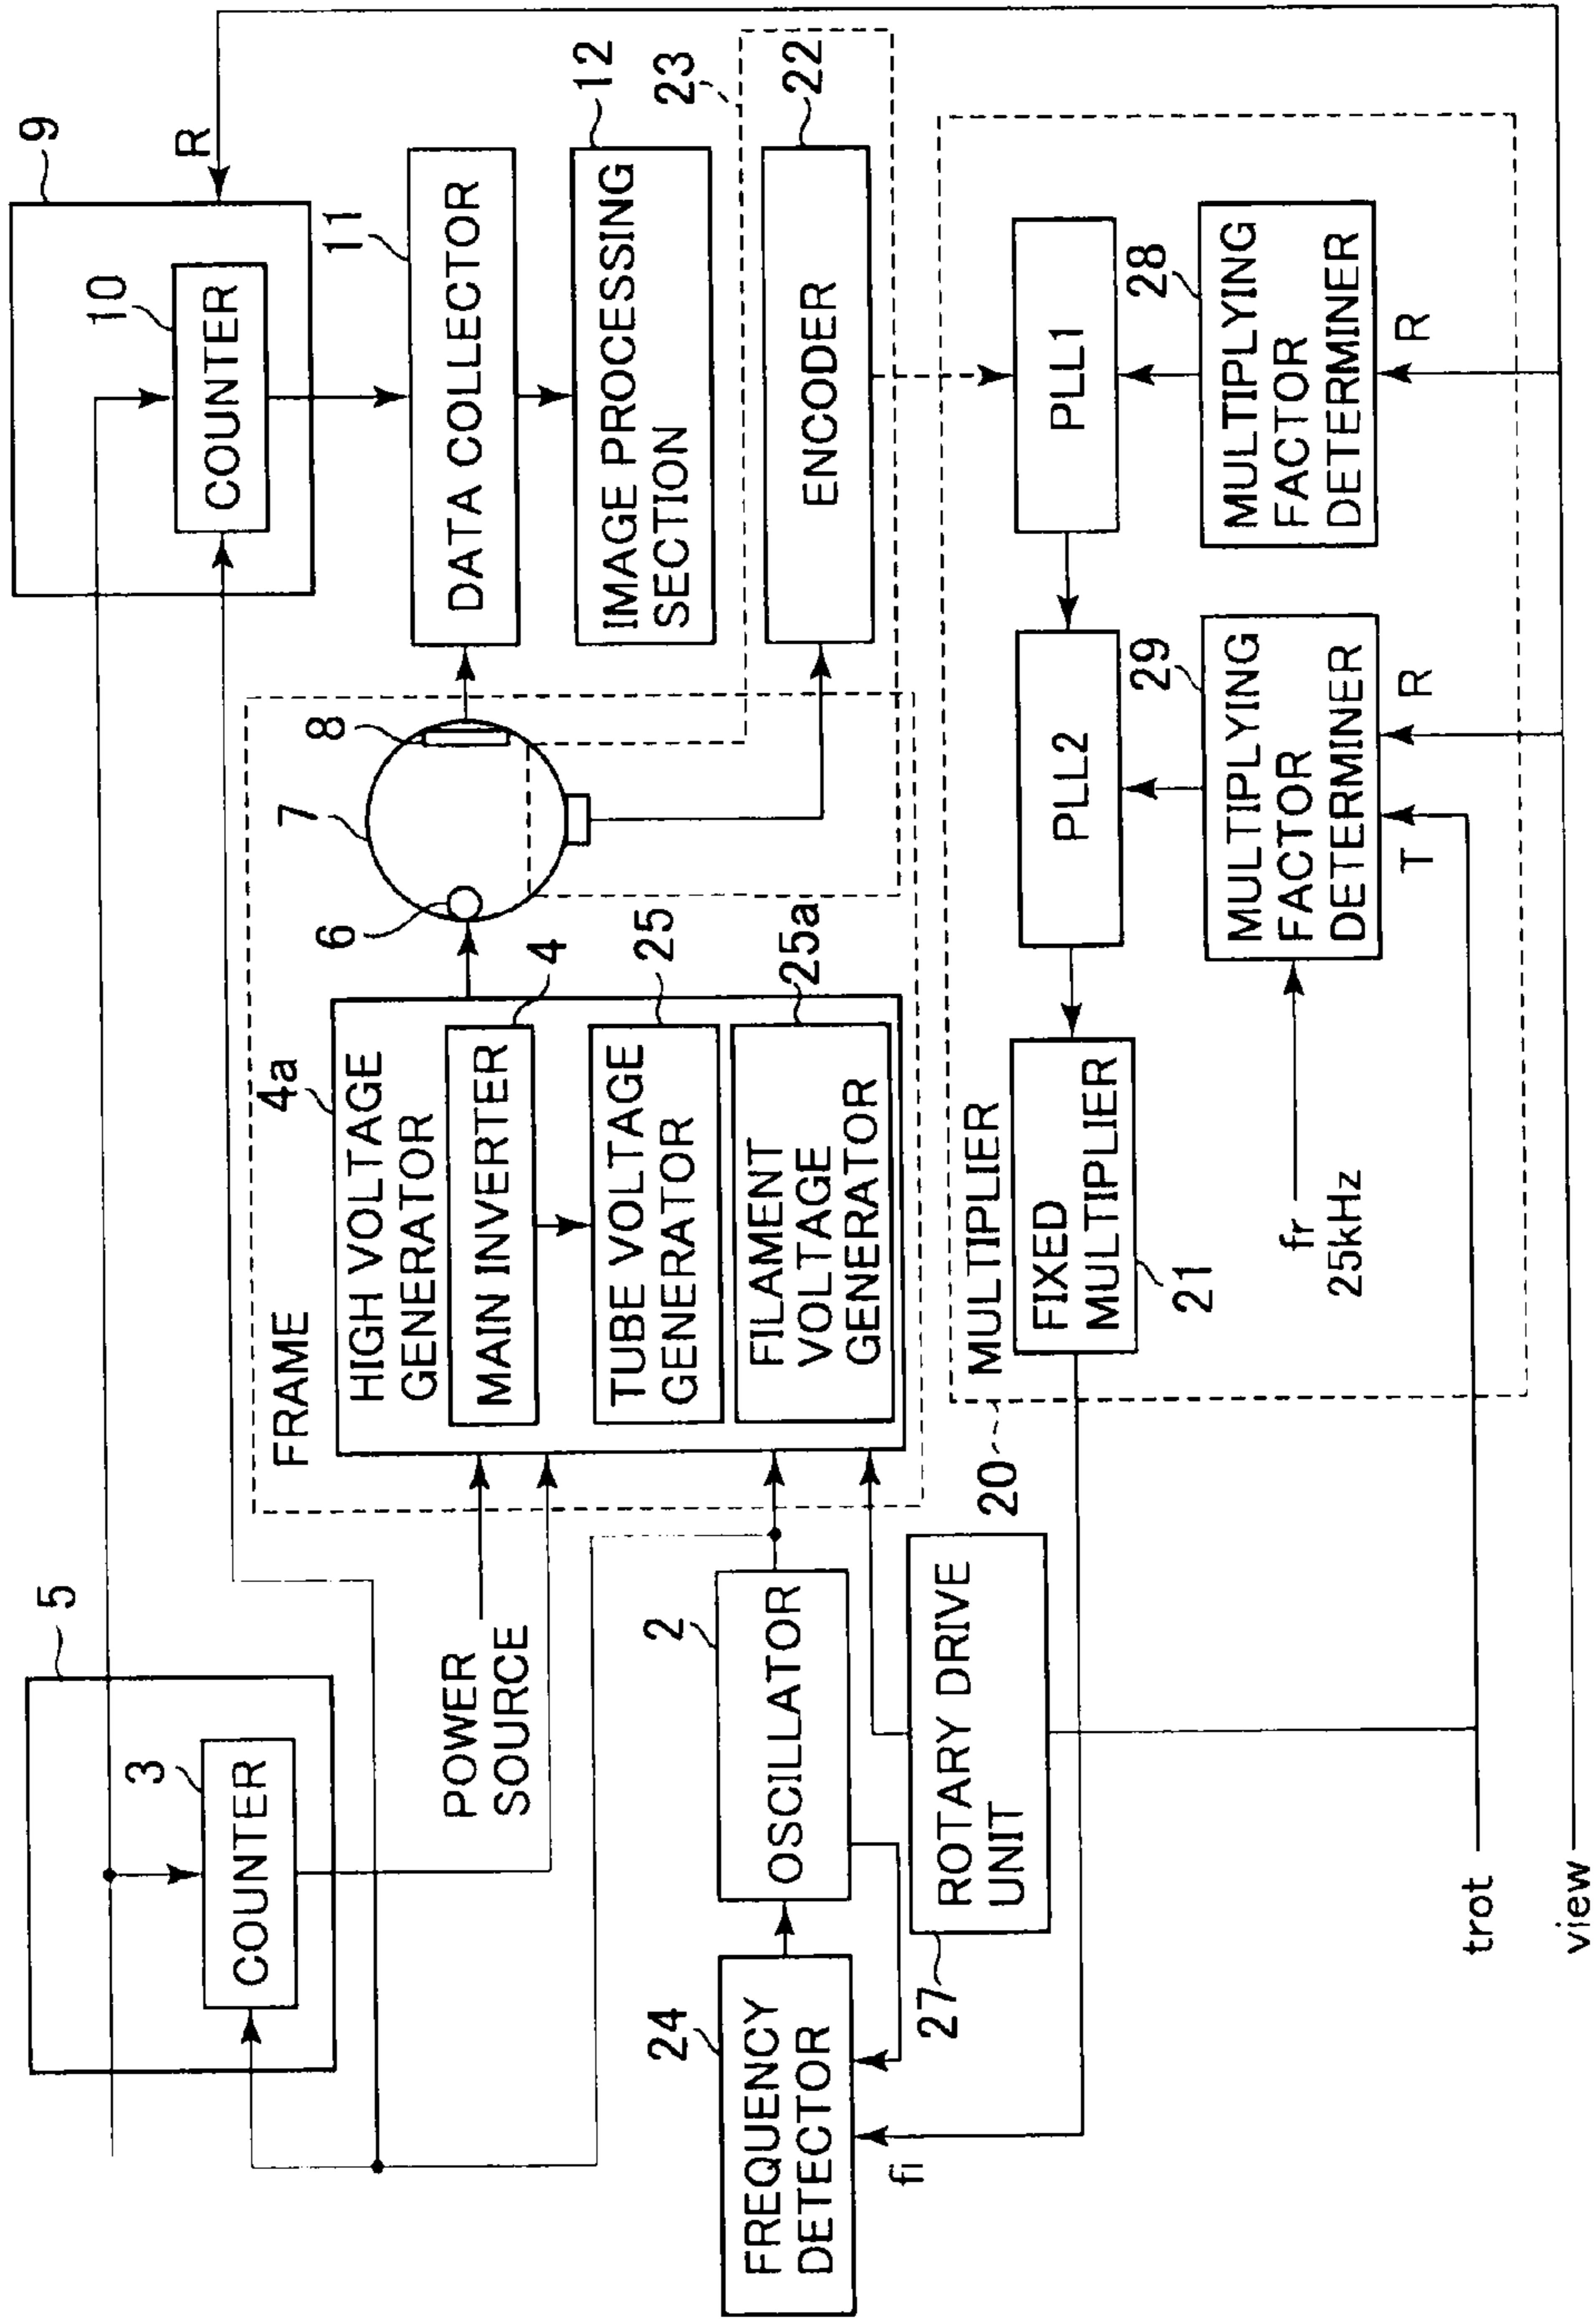 5
3
COUNTER
9
R
10
COUNTER
11
DATA COLLECTOR
12
IMAGE PROCESSING
SECTION
23
22
ENCODER
FRAME
4a
HIGH VOLTAGE
GENERATOR
4
MAIN INVERTER
25
TUBE VOLTAGE
GENERATOR
25a
FILAMENT
VOLTAGE
GENERATOR
6
7
8
POWER
SOURCE
2
OSCILLATOR
24
FREQUENCY
DETECTOR
fi
27
ROTARY DRIVE
UNIT
20
MULTIPLIER
FIXED
MULTIPLIER
21
PLL2
PLL1
29
MULTIPLYING
FACTOR
DETERMINER
28
MULTIPLYING
FACTOR
DETERMINER
fr
25kHz
T
R
R
trot
view